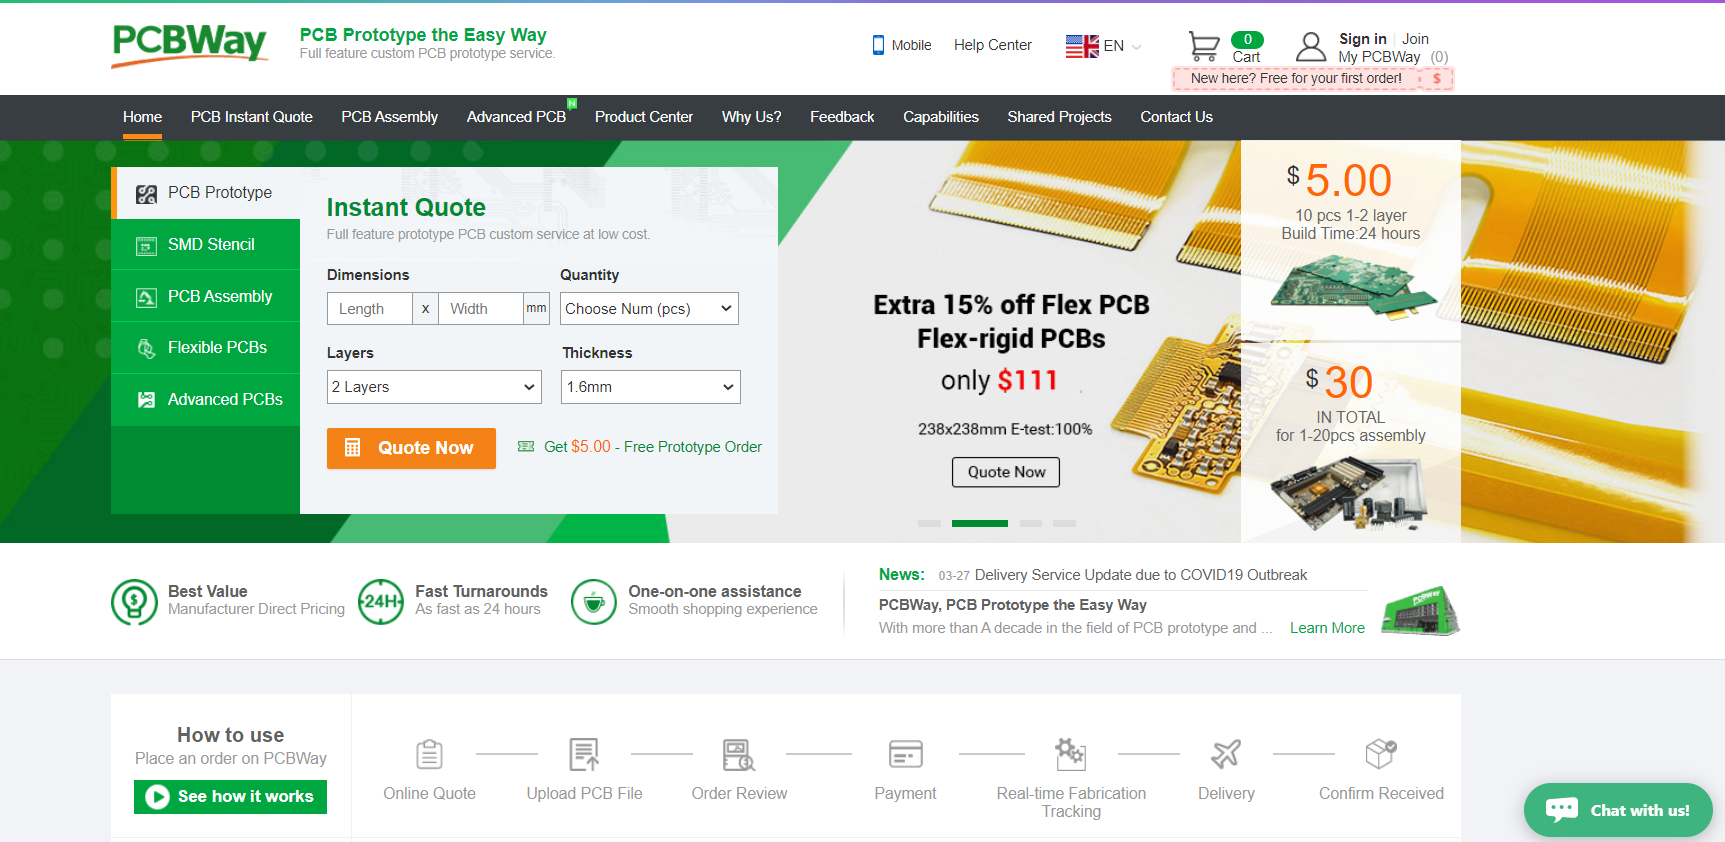 PCBWay
PCB Prototype the Easy Way
Full feature custom PCB prototype service.
Mobile
Help Center
EN
0
Cart
Sign in Join
My PCBWay (0)
New here? Free for your first order! $
Home
PCB Instant Quote
PCB Assembly
Advanced PCB
N
Product Center
Why Us?
Feedback
Capabilities
Shared Projects
Contact Us
PCB Prototype
SMD Stencil
PCB Assembly
Flexible PCBs
Advanced PCBs
Instant Quote
Full feature prototype PCB custom service at low cost.
Dimensions
Quantity
Length x Width mm
Choose Num (pcs)
Layers
Thickness
2 Layers
1.6mm
Quote Now
Get $5.00 - Free Prototype Order
Extra 15% off Flex PCB
Flex-rigid PCBs
only $111
238x238mm E-test:100%
Quote Now
$ 5.00
10 pcs 1-2 layer
Build Time:24 hours
$ 30
IN TOTAL
for 1-20pcs assembly
Best Value
Manufacturer Direct Pricing
24H
Fast Turnarounds
As fast as 24 hours
One-on-one assistance
Smooth shopping experience
News: 03-27 Delivery Service Update due to COVID19 Outbreak
PCBWay, PCB Prototype the Easy Way
With more than A decade in the field of PCB prototype and ... Learn More
PCBWay
How to use
Place an order on PCBWay
See how it works
Online Quote
Upload PCB File
Order Review
Payment
Real-time Fabrication
Tracking
Delivery
Confirm Received
Chat with us!